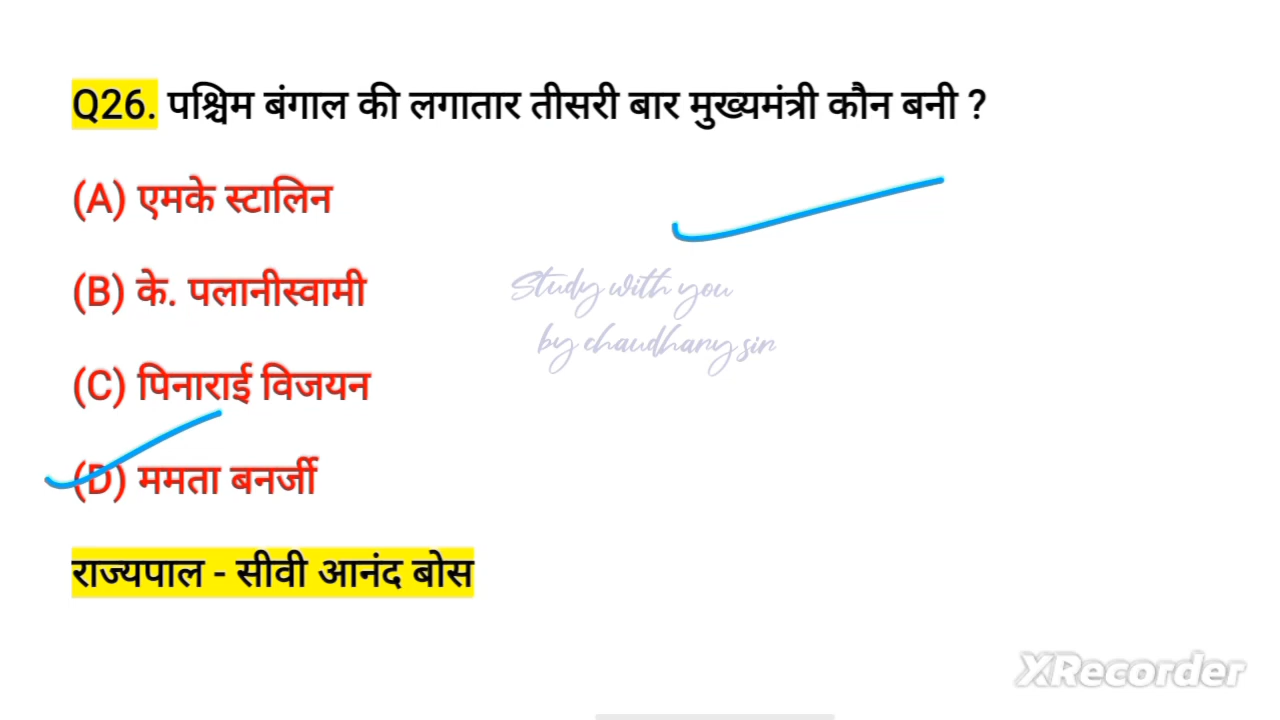 Q26. पश्चिम बंगाल की लगातार तीसरी बार मुख्यमंत्री कौन बनी ?
(A) एमके स्टालिन
(B) के. पलानीस्वामी
(C) पिनाराई विजयन
(D) ममता बनर्जी
राज्यपाल - सीवी आनंद बोस
Study with you
by chaudhary sir
XRecorder